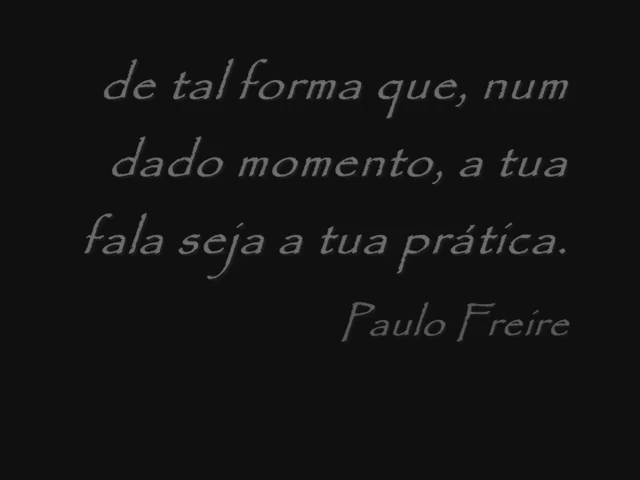 de tal forma que, num
dado momento, a tua
fala seja a tua prática.
Paulo Freire